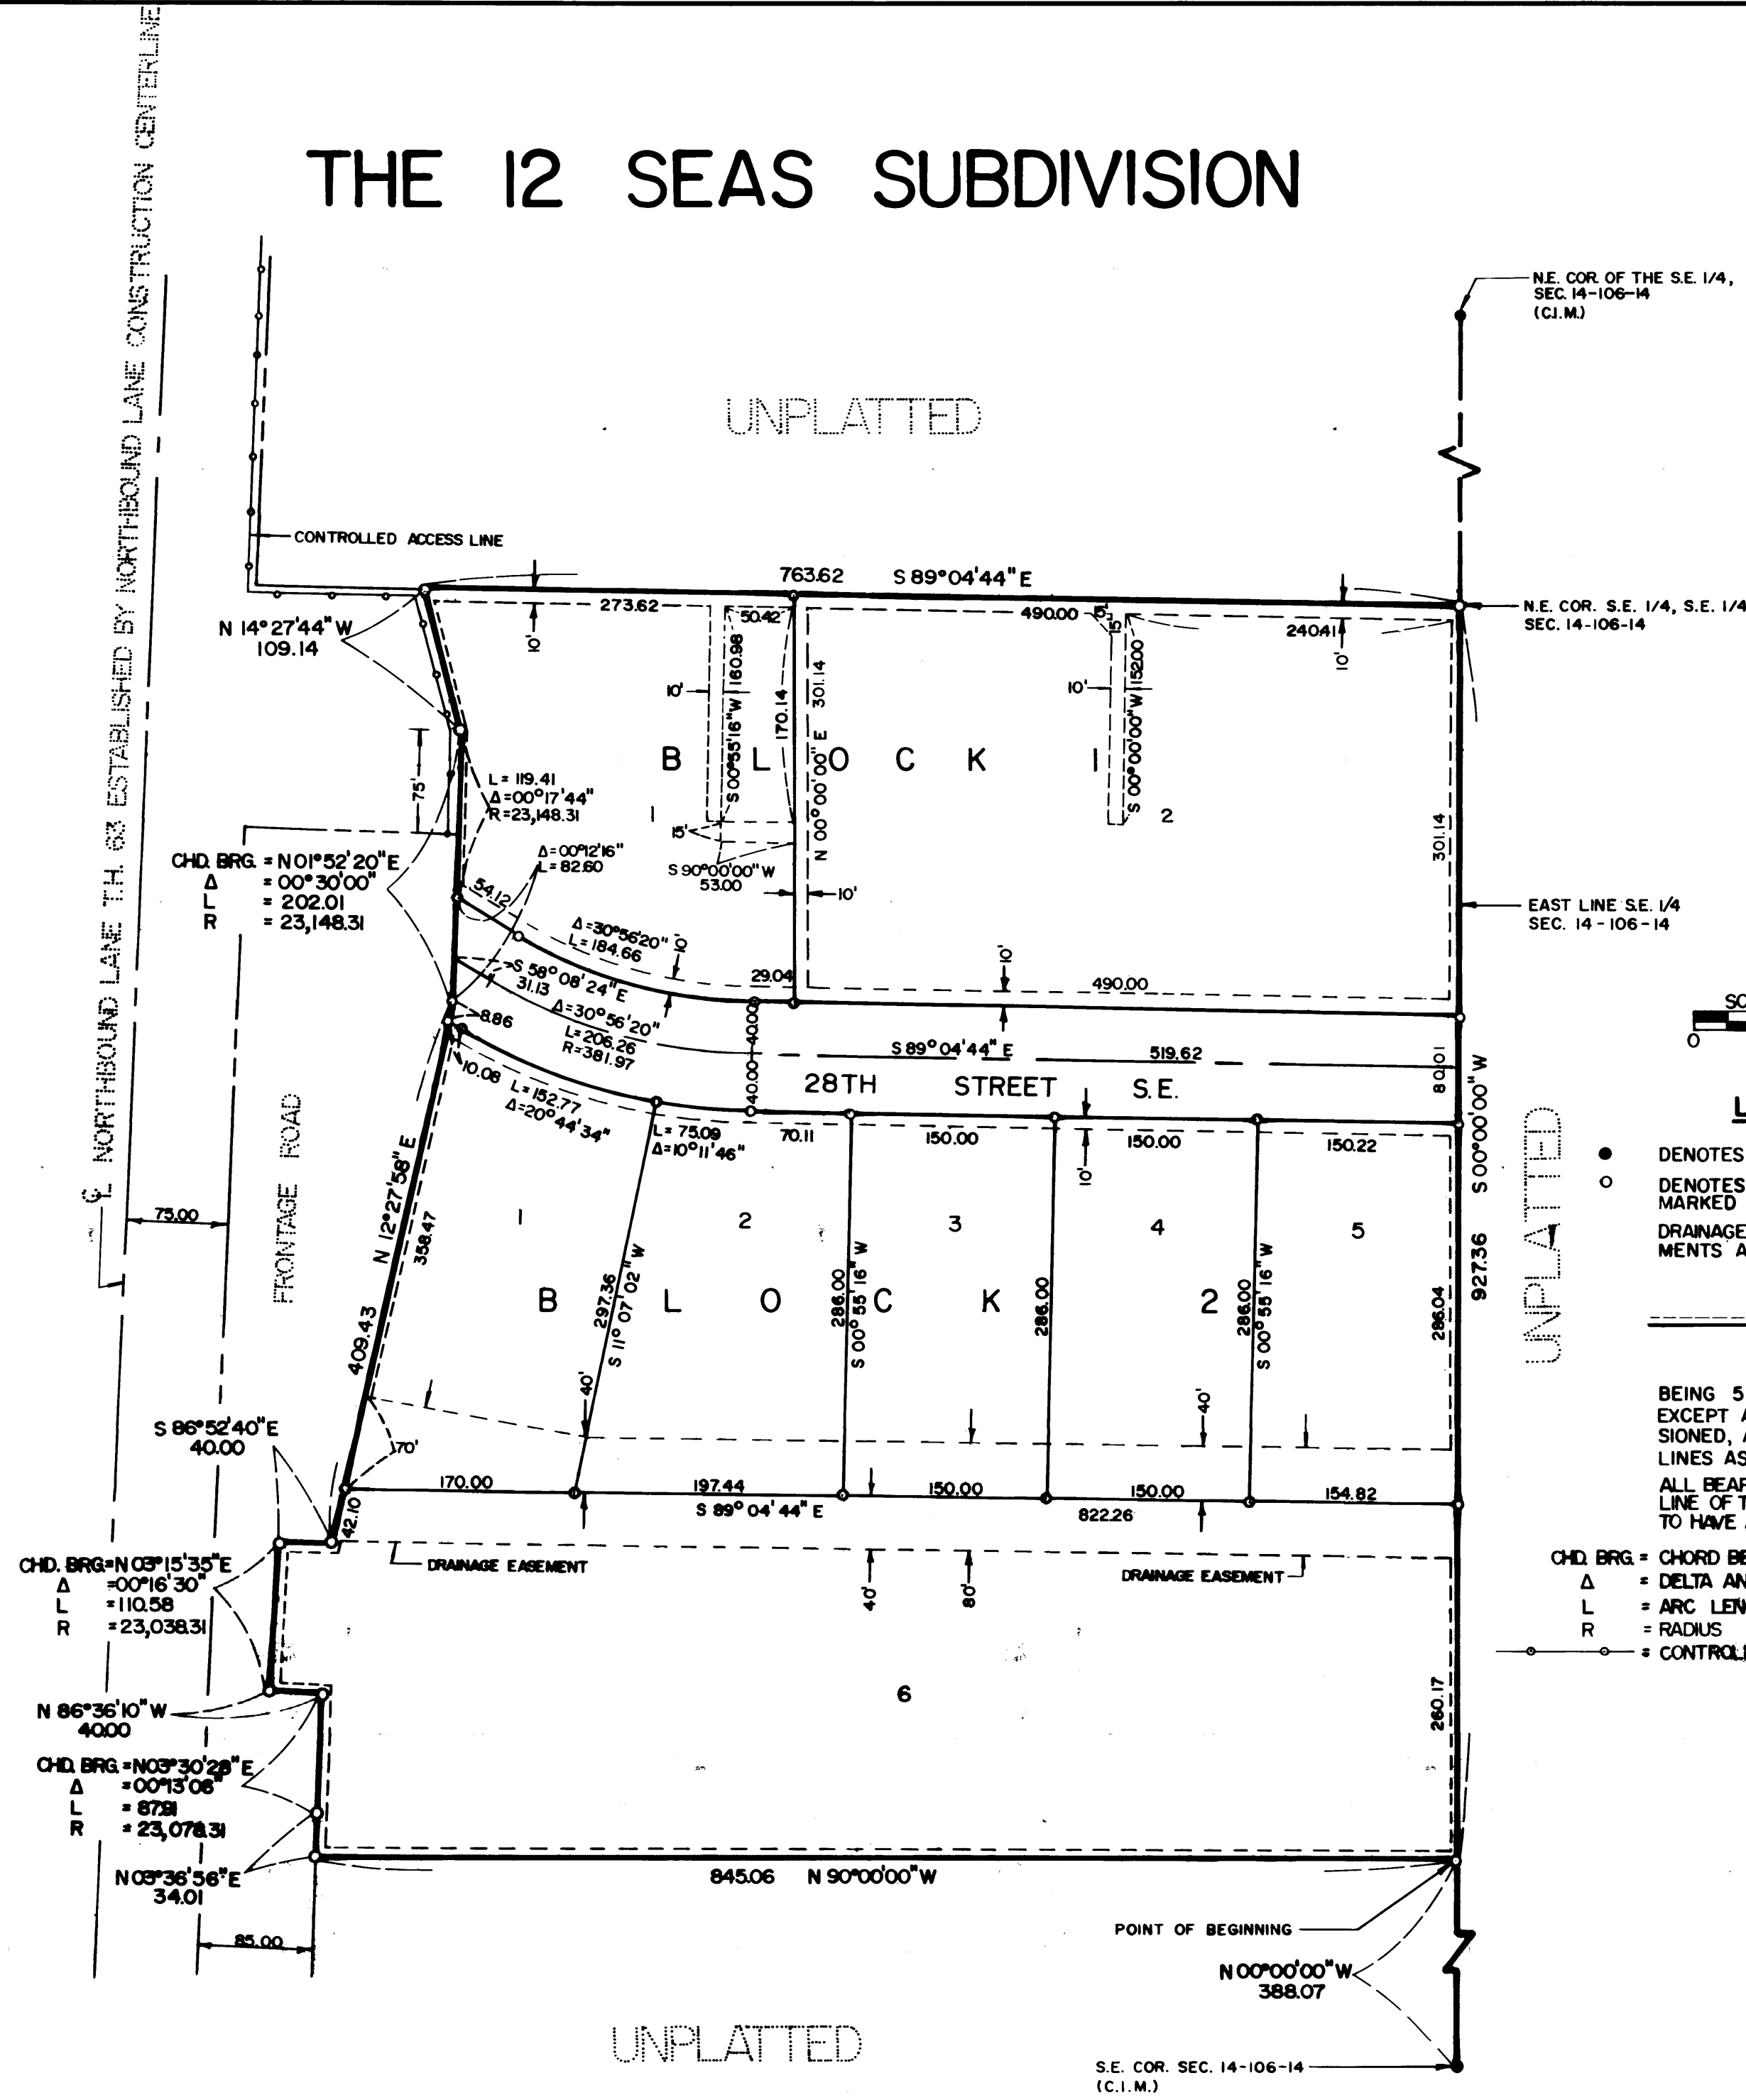 THE 12 SEAS SUBDIVISION
NORTHBOUND LANE T.H. 63 ESTABLISHED BY NORTHBOUND LANE CONSTRUCTION CENTERLINE
N.E. COR. OF THE S.E. 1/4,
SEC. 14-106-14
(C.I.M.)
UNPLATTED
CONTROLLED ACCESS LINE
763.62 S 89°04'44" E
273.62
50.42
490.00
15'
15'
240.41
10'
10'
N.E. COR. S.E. 1/4, S.E. 1/4
SEC. 14-106-14
N 14°27'44" W
109.14
10'
S 00°55'16" W 160.98
170.14
N 00°00'00" E 301.14
10'
S 00°00'00" W 152.00
BLOCK 1
75'
L= 119.41
Δ=00°17'44"
R=23,148.31
1
2
15'
S 90°00'00" W
53.00
10'
301.14
CHD. BRG. = N 01°52'20" E
Δ = 00°30'00"
L = 202.01
R = 23,148.31
Δ=00°12'16"
L=82.60
54.12
Δ=30°56'20"
L=184.66
10'
29.04
10'
490.00
EAST LINE S.E. 1/4
SEC. 14-106-14
S 58°08'24" E
31.13
Δ=30°56'20"
L=206.26
R=381.97
8.86
40.00
40.00
S 89°04'44" E
519.62
80.01
28TH STREET S.E.
10.08
L=152.77
Δ=20°44'34"
L= 75.09
Δ=10°11'46"
70.11
150.00
10'
150.00
150.22
S 00°00'00" W
927.36
UNPLATTED
SC
0
L
DENOTES
DENOTES
MARKED
DRAINAGE
MENTS A
FRONTAGE ROAD
75.00
N 12°27'58" E
358.47
409.43
1
2
3
4
5
BLOCK 2
297.36
S 11°07'02" W
286.00
S 00°55'16" W
286.00
286.00
S 00°55'16" W
286.04
BEING 5
EXCEPT A
SIONED, A
LINES AS
ALL BEAR
LINE OF T
TO HAVE A
40'
40'
70'
S 86°52'40" E
40.00
170.00
197.44
150.00
150.00
154.82
S 89°04'44" E
822.26
42.10
DRAINAGE EASEMENT
DRAINAGE EASEMENT
40'
80'
CHD. BRG. = N 03°15'35" E
Δ =00°16'30"
L =110.58
R =23,038.31
CHD. BRG. = CHORD BE
Δ = DELTA AN
L = ARC LEN
R = RADIUS
= CONTROLL
6
260.17
N 86°36'10" W
40.00
CHD. BRG. = N 03°30'28" E
Δ =00°13'06"
L = 87.91
R = 23,078.31
N 03°36'56" E
34.01
845.06 N 90°00'00" W
85.00
POINT OF BEGINNING
N 00°00'00" W
388.07
UNPLATTED
S.E. COR. SEC. 14-106-14
(C.I.M.)